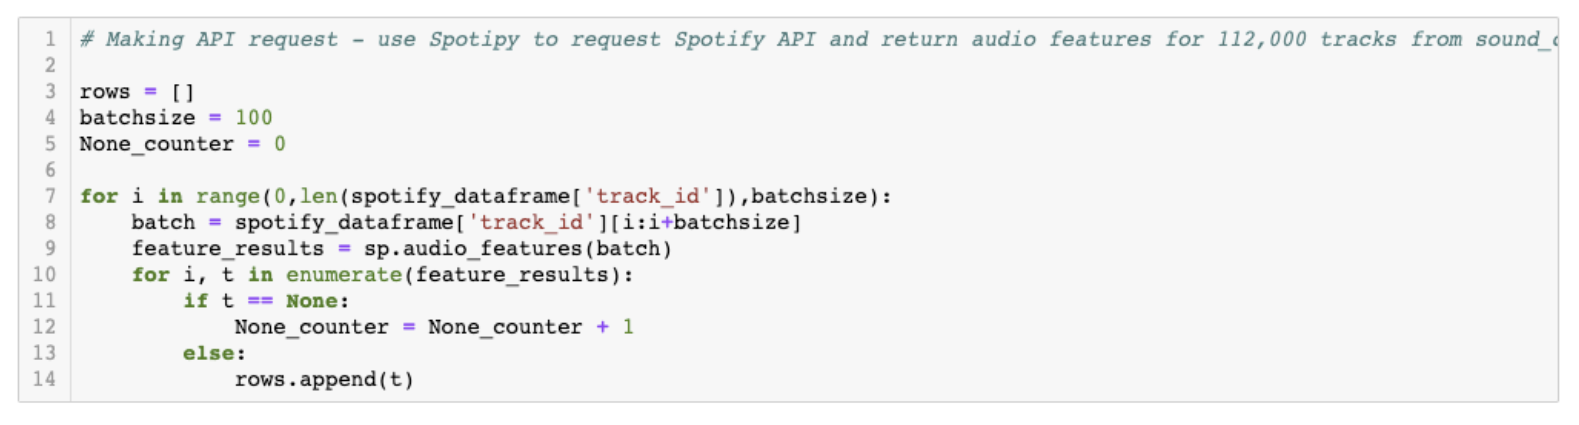 1 # Making API request - use Spotipy to request Spotify API and return audio features for 112,000 tracks from
2
3 rows = []
4 batchsize = 100
5 None_counter = 0
6
7 for i in range(0,len(spotify_dataframe['track_id']),batchsize):
8     batch = spotify_dataframe['track_id'][i:i+batchsize]
9     feature_results = sp.audio_features(batch)
10     for i, t in enumerate(feature_results):
11         if t == None:
12             None_counter = None_counter + 1
13         else:
14             rows.append(t)